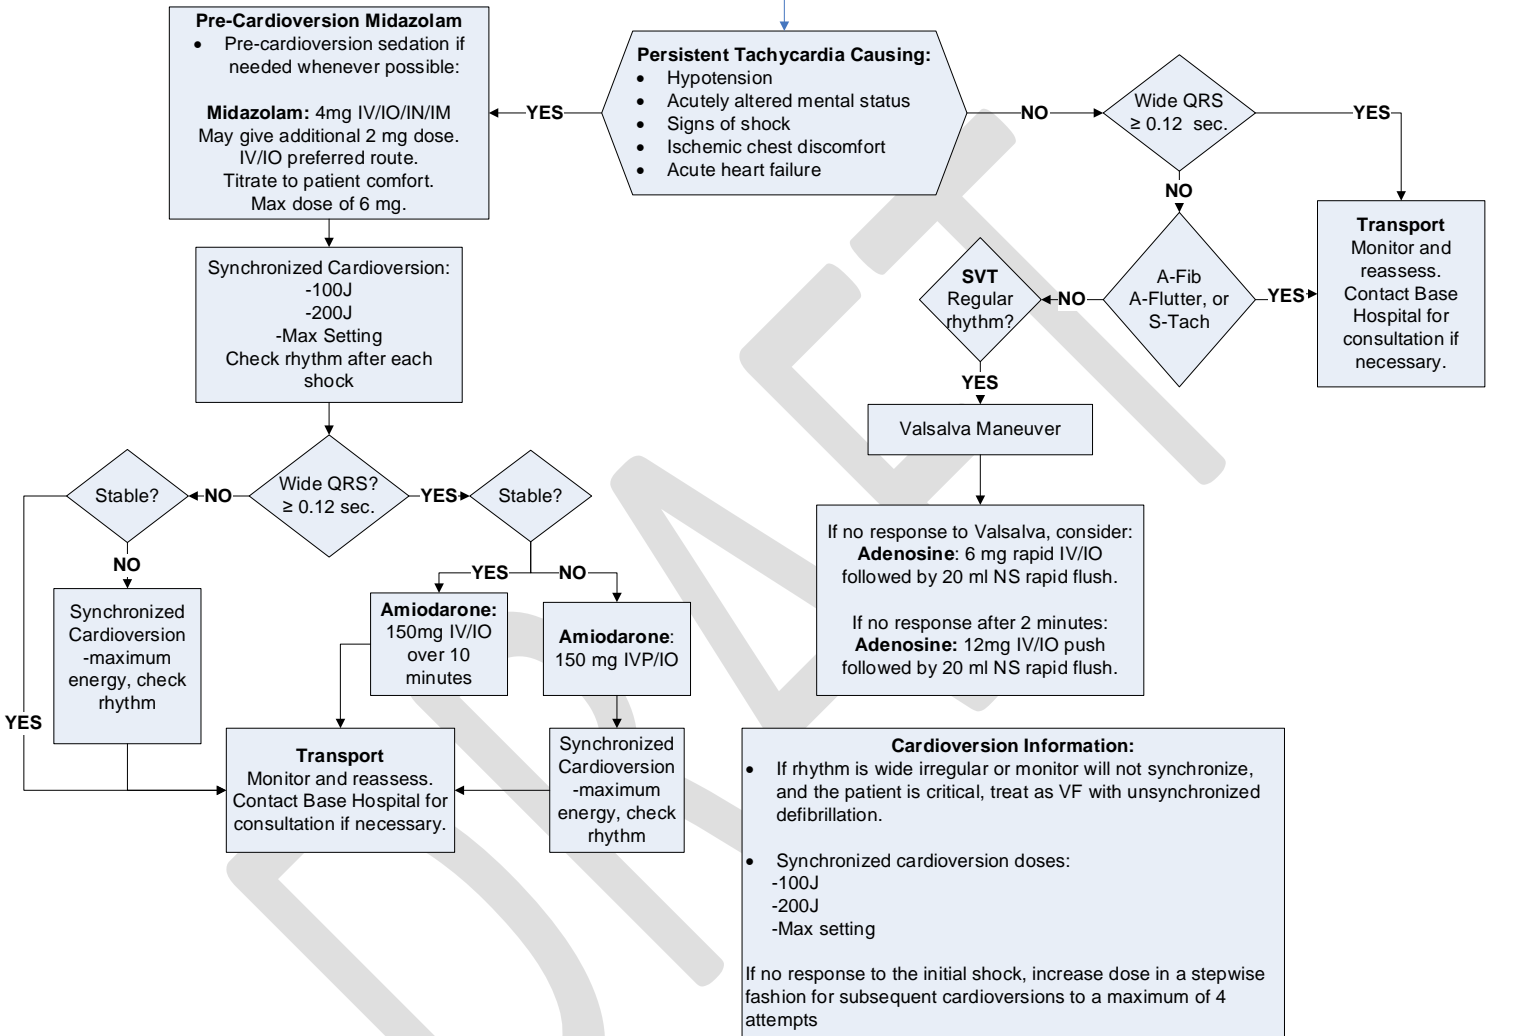 Pre-Cardioversion Midazolam
• Pre-cardioversion sedation if
needed whenever possible:
Midazolam: 4mg IV/IO/IN/IM
May give additional 2 mg dose.
IV/IO preferred route.
Titrate to patient comfort.
Max dose of 6 mg.
YES
Persistent Tachycardia Causing:
• Hypotension
• Acutely altered mental status
• Signs of shock
• Ischemic chest discomfort
• Acute heart failure
NO
Wide QRS
≥ 0.12 sec.
YES
NO
Transport
Monitor and
reassess.
Contact Base
Hospital for
consultation if
necessary.
A-Fib
A-Flutter, or
S-Tach
YES
NO
SVT
Regular
rhythm?
YES
Valsalva Maneuver
If no response to Valsalva, consider:
Adenosine: 6 mg rapid IV/IO
followed by 20 ml NS rapid flush.
If no response after 2 minutes:
Adenosine: 12mg IV/IO push
followed by 20 ml NS rapid flush.
Synchronized Cardioversion:
-100J
-200J
-Max Setting
Check rhythm after each
shock
Wide QRS?
≥ 0.12 sec.
NO
Stable?
YES
Stable?
NO
YES
Synchronized
Cardioversion
-maximum
energy, check
rhythm
YES
NO
Amiodarone:
150mg IV/IO
over 10
minutes
Amiodarone:
150 mg IVP/IO
Synchronized
Cardioversion
-maximum
energy, check
rhythm
Transport
Monitor and reassess.
Contact Base Hospital for
consultation if necessary.
Cardioversion Information:
• If rhythm is wide irregular or monitor will not synchronize,
and the patient is critical, treat as VF with unsynchronized
defibrillation.
• Synchronized cardioversion doses:
-100J
-200J
-Max setting
If no response to the initial shock, increase dose in a stepwise
fashion for subsequent cardioversions to a maximum of 4
attempts
DRAFT